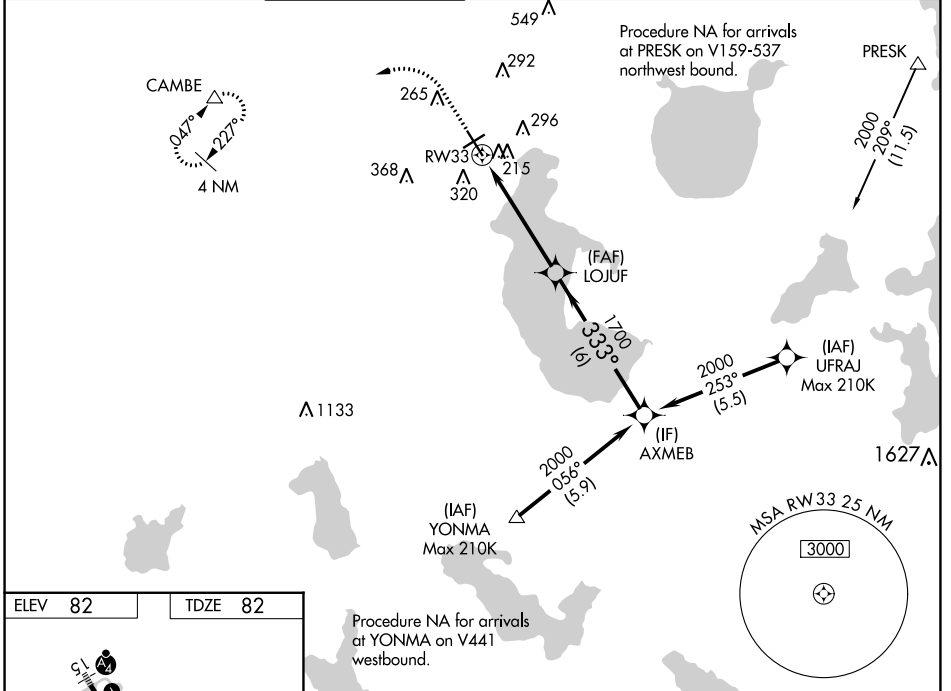 549
Procedure NA for arrivals
at PRESK on V159-537
northwest bound.
PRESK
292
CAMBE
265
047°
227°
4 NM
296
RW33
215
368
320
2000
209°
(11.5)
(FAF)
LOJUF
1700
333°
(6)
2000
253°
(5.5)
(IAF)
UFRAJ
Max 210K
1133
(IF)
AXMEB
1627
2000
056°
(5.9)
(IAF)
YONMA
Max 210K
MSA RW33 25 NM
3000
ELEV 82
TDZE 82
Procedure NA for arrivals
at YONMA on V441
westbound.
15
A4